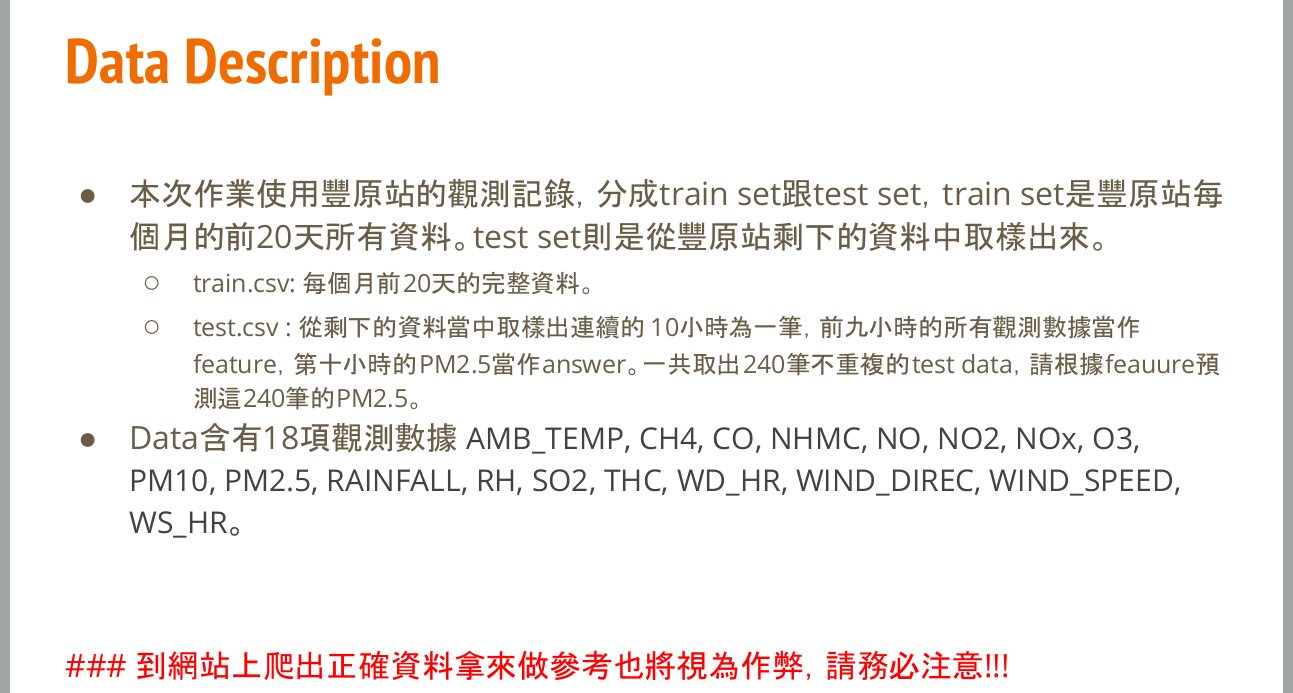 Data Description
● 本次作業使用豐原站的觀測記錄，分成train set跟test set，train set是豐原站每
個月的前20天所有資料。test set則是從豐原站剩下的資料中取樣出來。
○ train.csv: 每個月前20天的完整資料。
○ test.csv : 從剩下的資料當中取樣出連續的 10小時為一筆，前九小時的所有觀測數據當作
feature，第十小時的PM2.5當作answer。一共取出240筆不重複的test data，請根據feauure預
測這240筆的PM2.5。
● Data含有18項觀測數據 AMB_TEMP, CH4, CO, NHMC, NO, NO2, NOx, O3,
PM10, PM2.5, RAINFALL, RH, SO2, THC, WD_HR, WIND_DIREC, WIND_SPEED,
WS_HR。
### 到網站上爬出正確資料拿來做參考也將視為作弊，請務必注意!!!